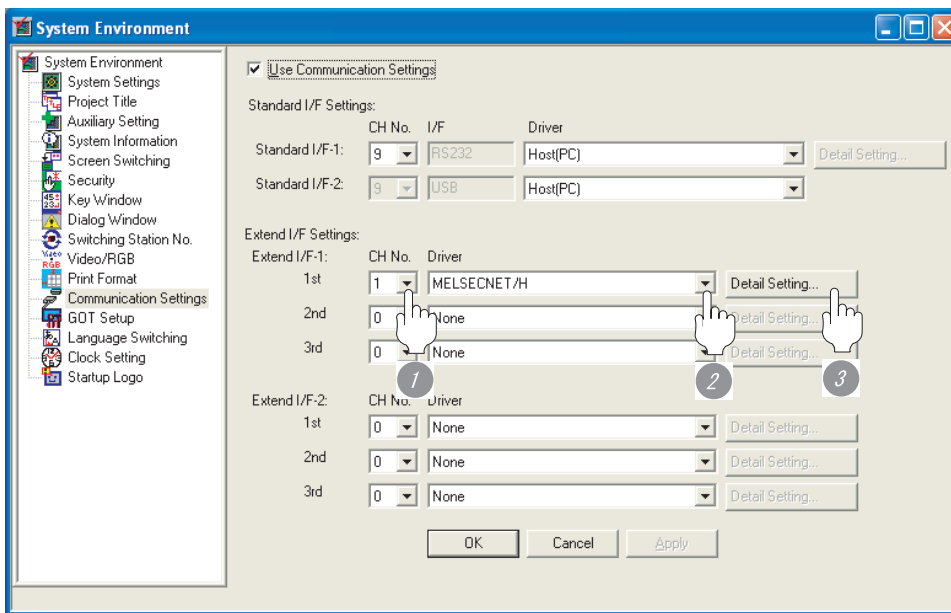 System Environment
System Environment
System Settings
Project Title
Auxiliary Setting
System Information
Screen Switching
Security
Key Window
Dialog Window
Switching Station No.
Video/RGB
Print Format
Communication Settings
GOT Setup
Language Switching
Clock Setting
Startup Logo
Use Communication Settings
Standard I/F Settings:
CH No. I/F Driver
Standard I/F-1: 9 RS232 Host(PC) Detail Setting...
Standard I/F-2: 9 USB Host(PC)
Extend I/F Settings:
Extend I/F-1: CH No. Driver
1st 1 MELSECNET/H Detail Setting...
2nd 0 None Detail Setting...
3rd 0 None Detail Setting...
1 2 3
Extend I/F-2: CH No. Driver
1st 0 None Detail Setting...
2nd 0 None Detail Setting...
3rd 0 None Detail Setting...
OK Cancel Apply